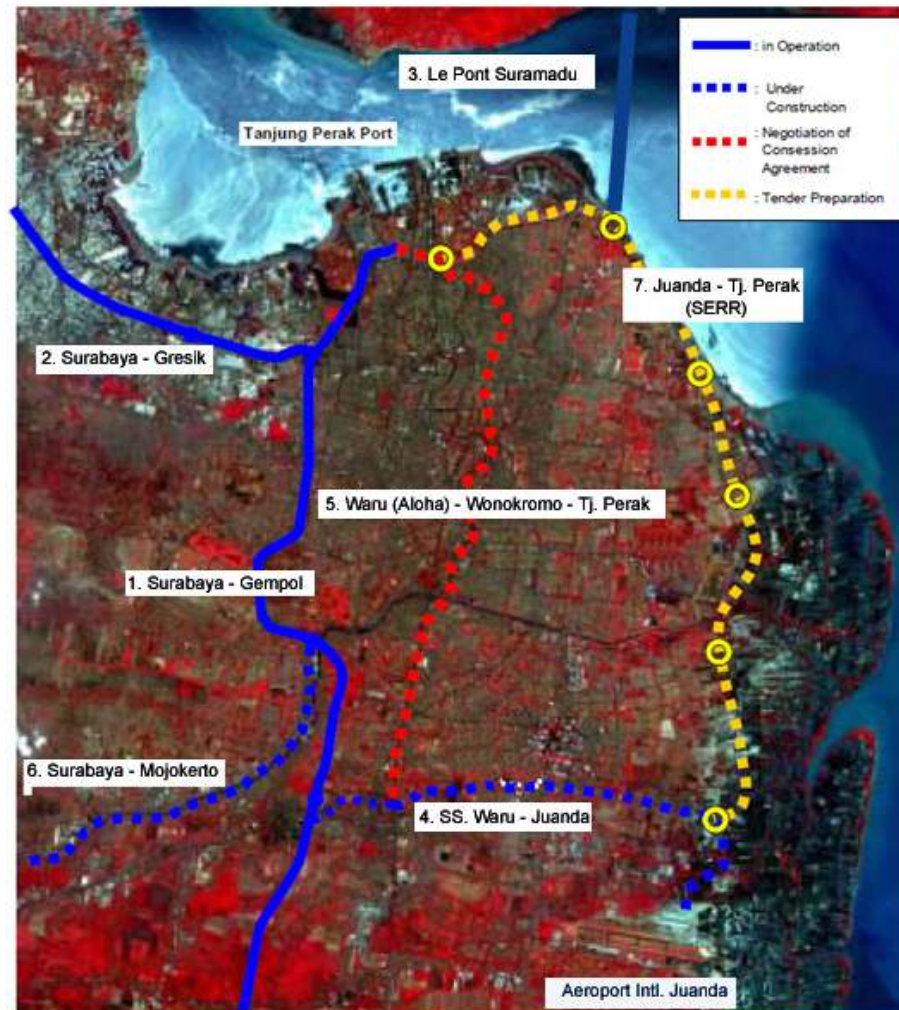 : in Operation
: Under
Construction
: Negotiation of
Consession
Agreement
: Tender Preparation
3. Le Pont Suramadu
Tanjung Perak Port
7. Juanda - Tj. Perak
(SERR)
2. Surabaya - Gresik
5. Waru (Aloha) - Wonokromo - Tj. Perak
1. Surabaya - Gempol
6. Surabaya - Mojokerto
4. SS. Waru - Juanda
Aeroport Intl. Juanda